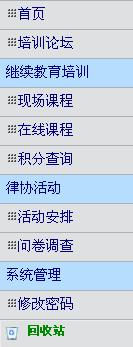 首页
培训论坛
继续教育培训
现场课程
在线课程
积分查询
律协活动
活动安排
问卷调查
系统管理
修改密码
回收站